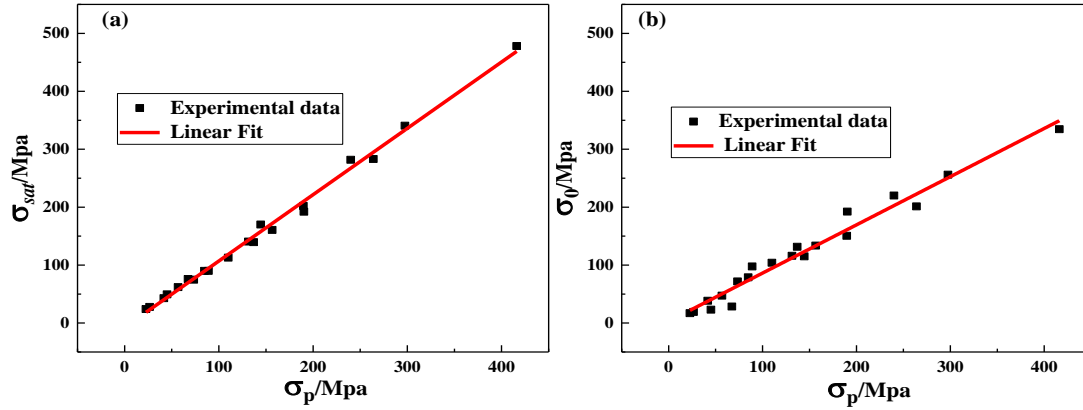 (a)
500
400
300
200
100
0
σsat/Mpa
Experimental data
Linear Fit
0 100 200 300 400
σp/Mpa
(b)
500
400
300
200
100
0
σ0/Mpa
Experimental data
Linear Fit
0 100 200 300 400
σp/Mpa